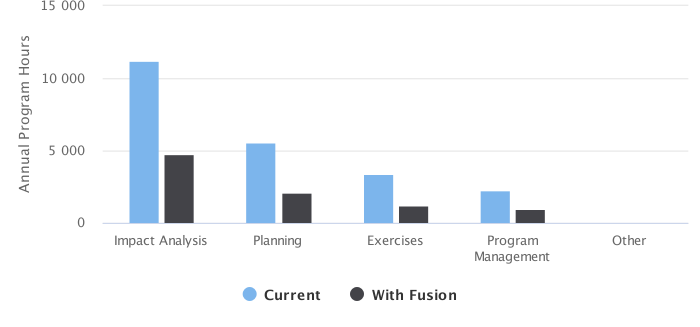 15 000
10 000
5 000
0
Annual Program Hours
Impact Analysis
Planning
Exercises
Program
Management
Other
Current
With Fusion